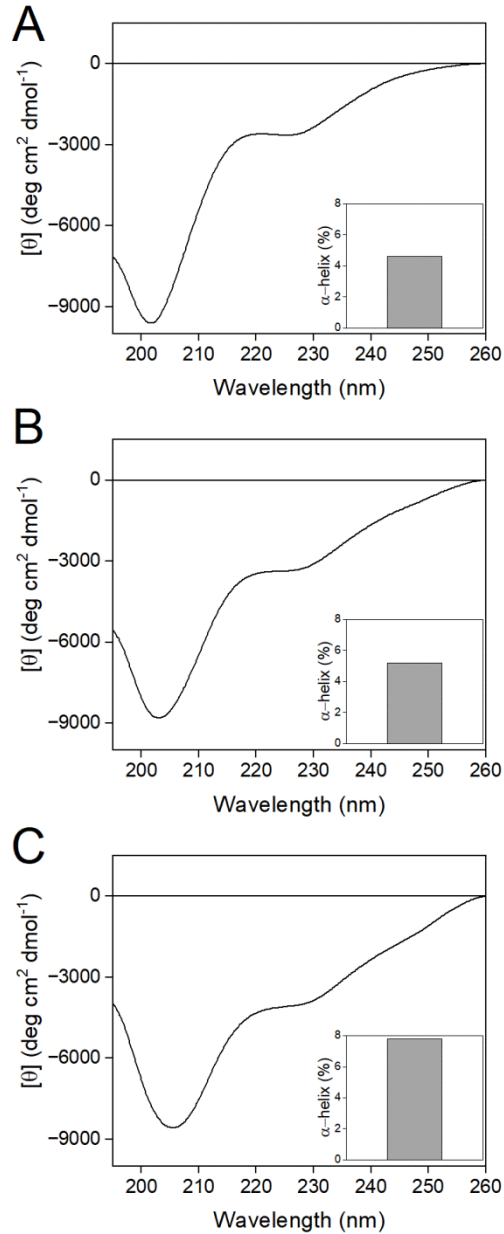 A
0
−3000
−6000
−9000
[θ] (deg cm² dmol⁻¹)
8
6
4
2
0
α−helix (%)
200 210 220 230 240 250 260
Wavelength (nm)
B
0
−3000
−6000
−9000
[θ] (deg cm² dmol⁻¹)
8
6
4
2
0
α−helix (%)
200 210 220 230 240 250 260
Wavelength (nm)
C
0
−3000
−6000
−9000
[θ] (deg cm² dmol⁻¹)
8
6
4
2
0
α−helix (%)
200 210 220 230 240 250 260
Wavelength (nm)